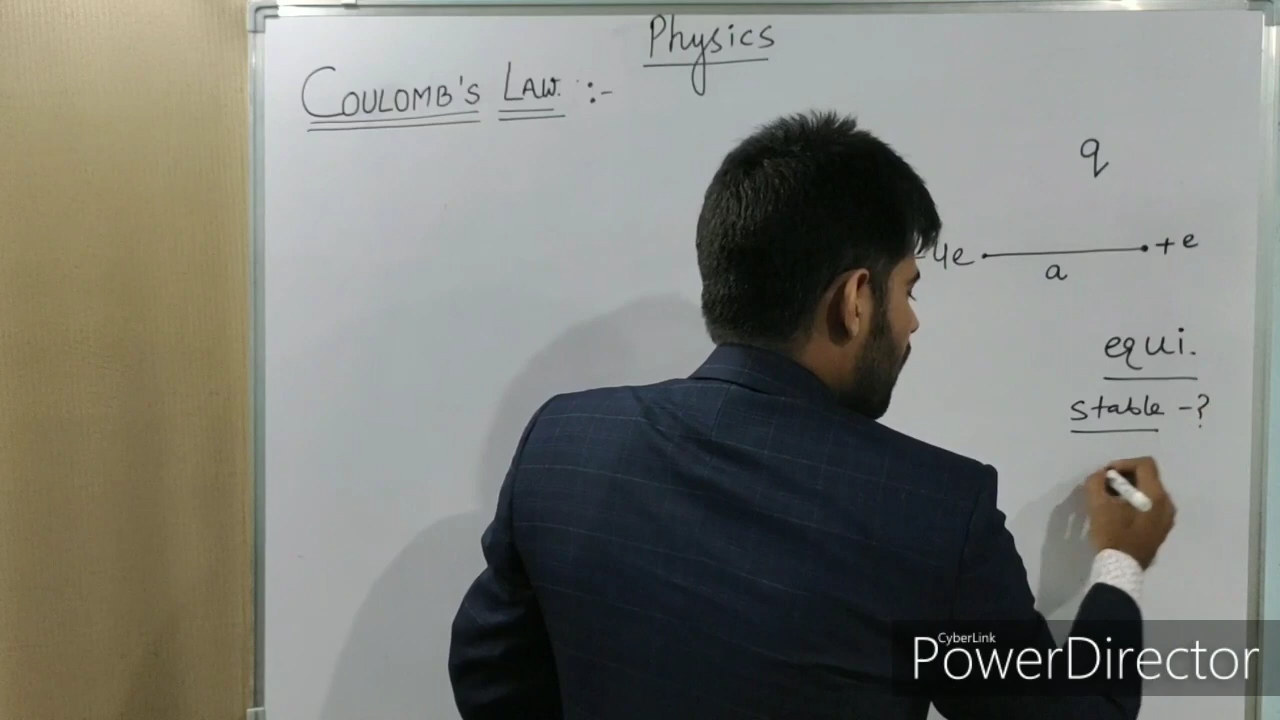 Physics
COULOMB'S LAW. :-
q
4e a +e
equi.
stable -?
CyberLink
PowerDirector